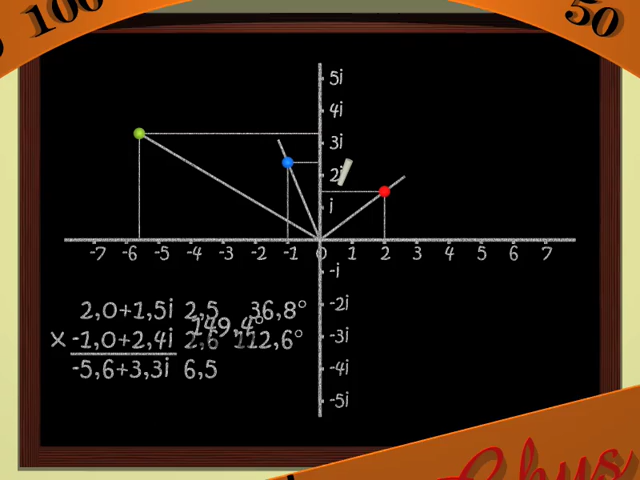 100
50
5i
4i
3i
2i
i
-7 -6 -5 -4 -3 -2 -1 0 1 2 3 4 5 6 7
-i
-2i
-3i
-4i
-5i
2,0+1,5i 2,5 36,8°
149,4°
x -1,0+2,4i 2,6 112,6°
-5,6+3,3i 6,5